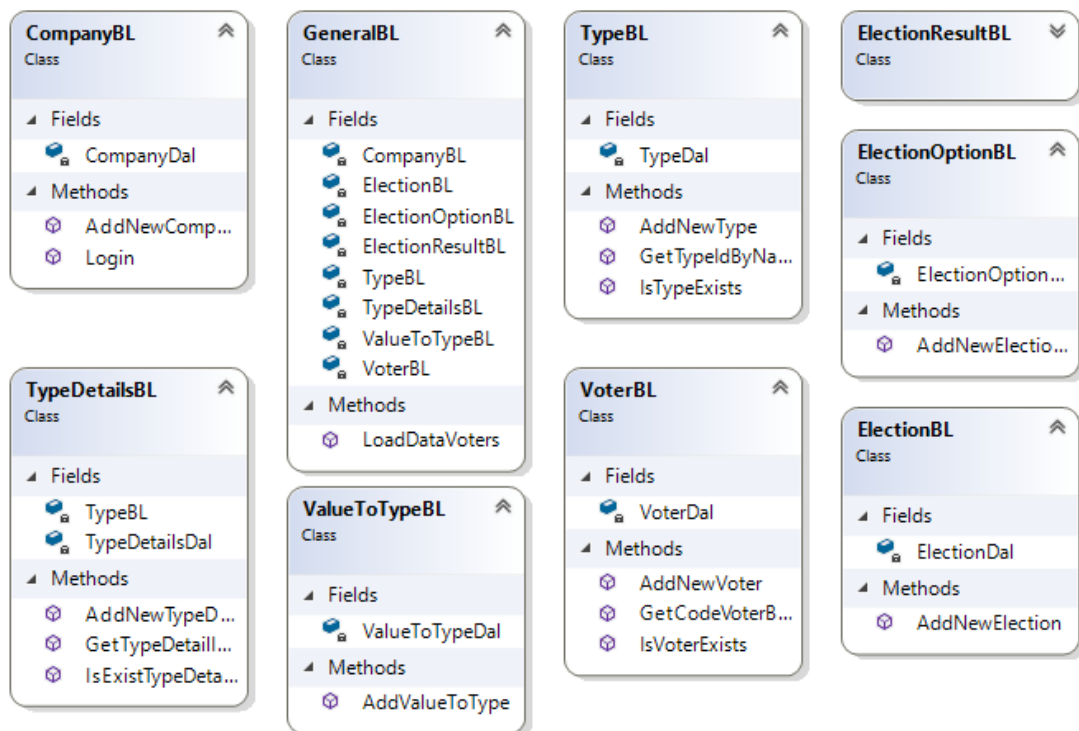 CompanyBL
Class
Fields
CompanyDal
Methods
AddNewComp...
Login
GeneralBL
Class
Fields
CompanyBL
ElectionBL
ElectionOptionBL
ElectionResultBL
TypeBL
TypeDetailsBL
ValueToTypeBL
VoterBL
Methods
LoadDataVoters
TypeBL
Class
Fields
TypeDal
Methods
AddNewType
GetTypeIdByNa...
IsTypeExists
ElectionResultBL
Class
ElectionOptionBL
Class
Fields
ElectionOption...
Methods
AddNewElectio...
TypeDetailsBL
Class
Fields
TypeBL
TypeDetailsDal
Methods
AddNewTypeD...
GetTypeDetailI...
IsExistTypeDeta...
ValueToTypeBL
Class
Fields
ValueToTypeDal
Methods
AddValueToType
VoterBL
Class
Fields
VoterDal
Methods
AddNewVoter
GetCodeVoterB...
IsVoterExists
ElectionBL
Class
Fields
ElectionDal
Methods
AddNewElection